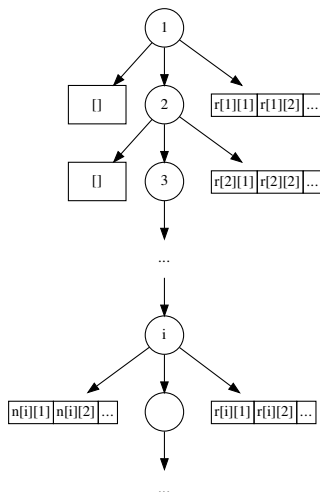 1
[] 2 r[1][1] r[1][2] ...
[] 3 r[2][1] r[2][2] ...
...
i
n[i][1] n[i][2] ... r[i][1] r[i][2] ...
...